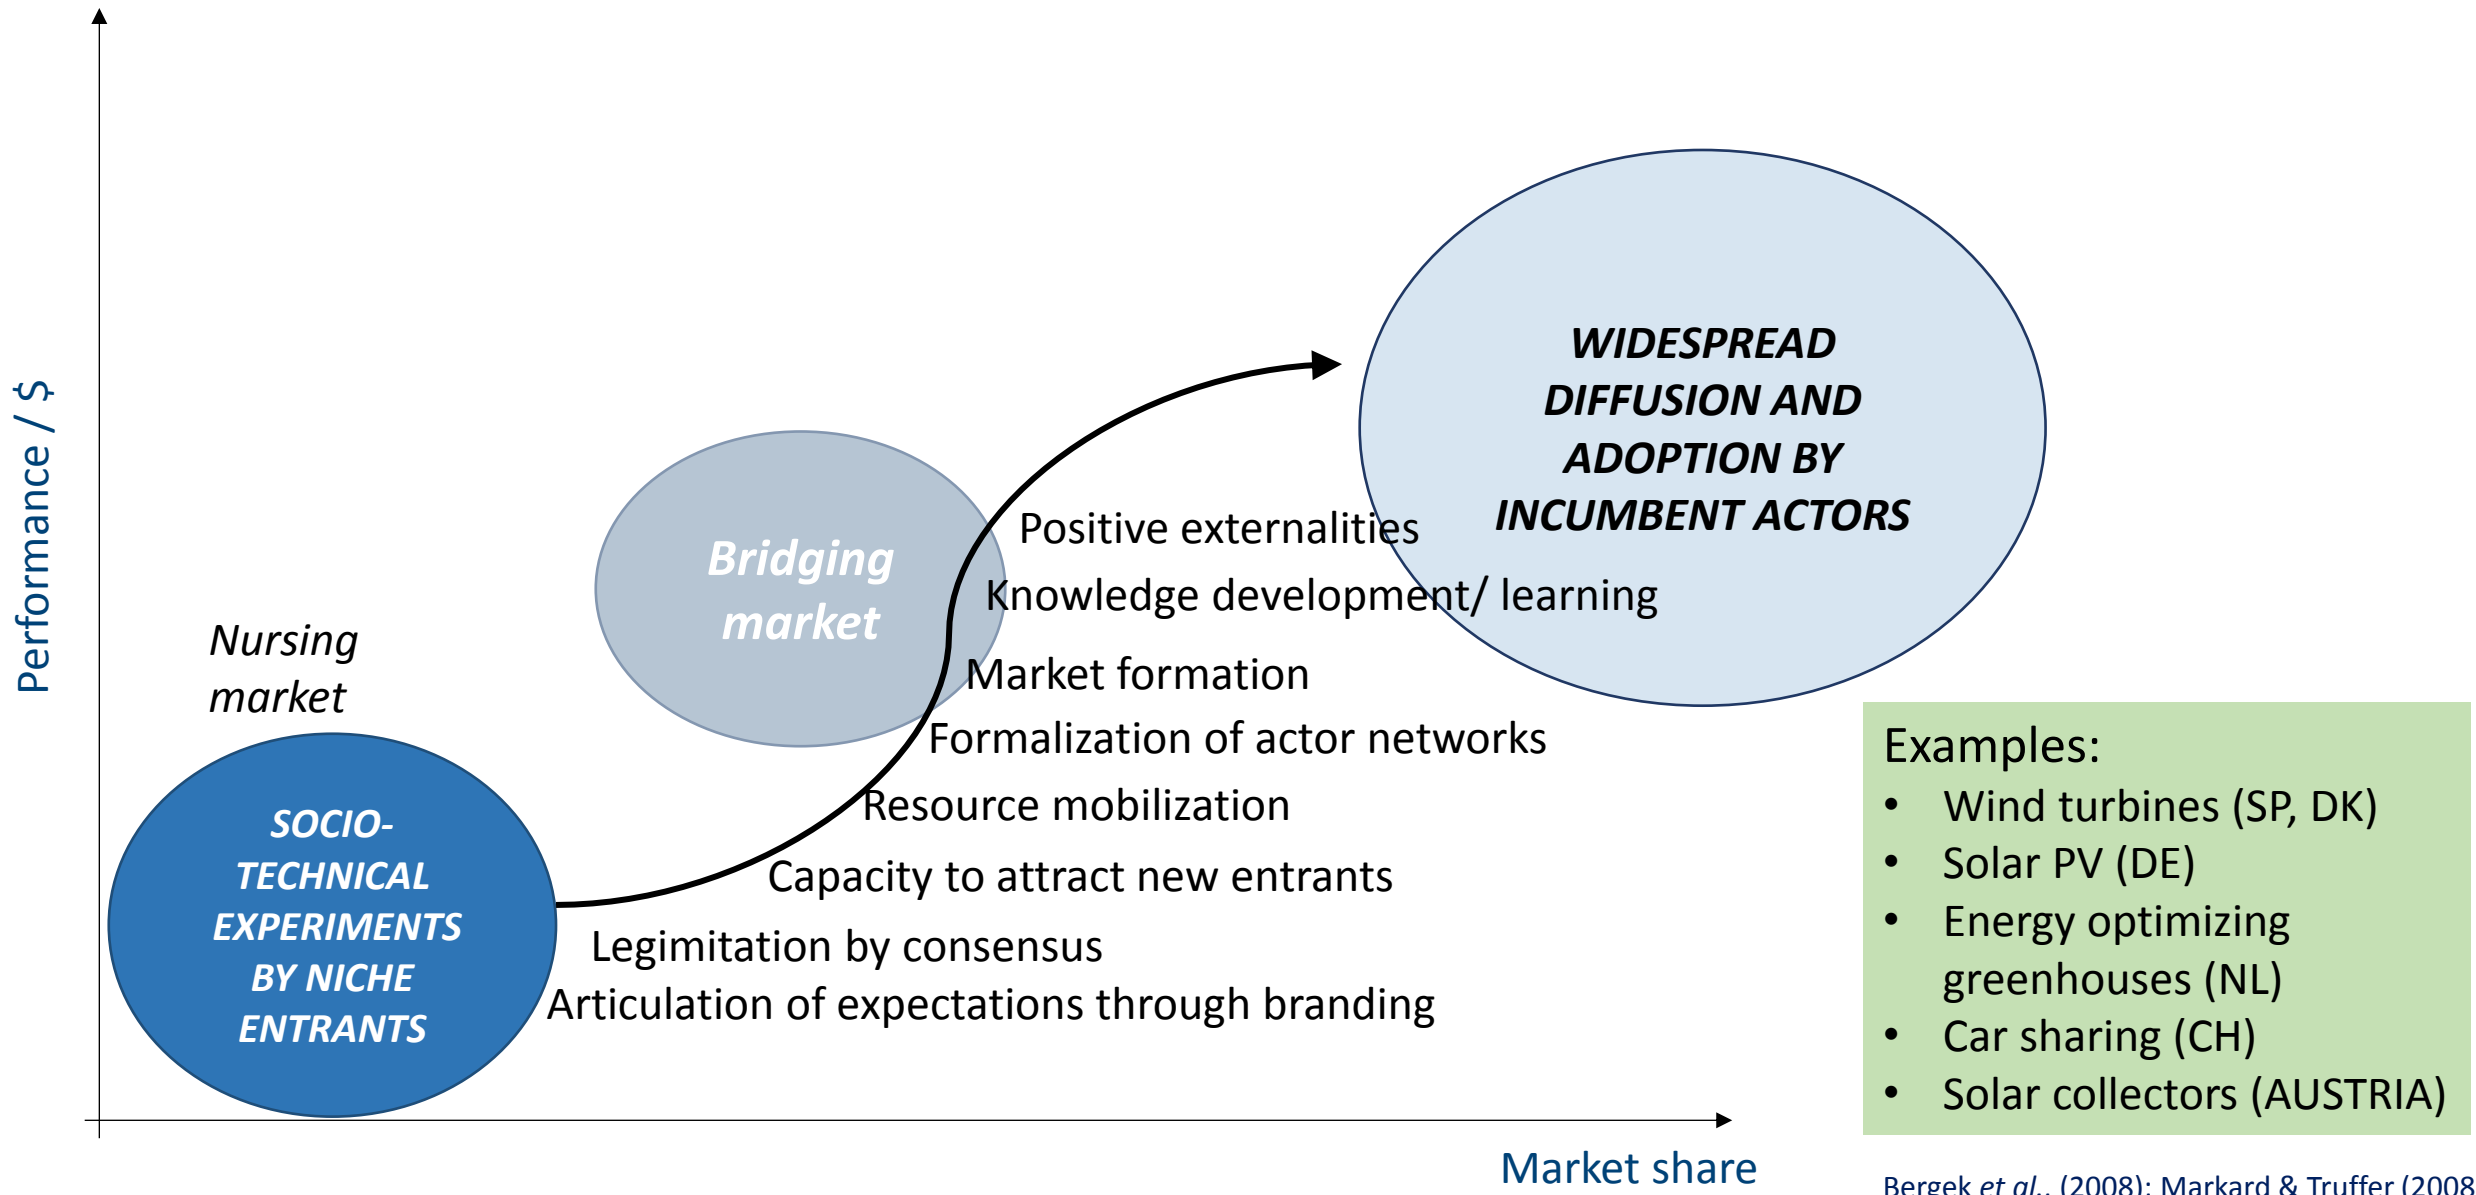 Performance / $
WIDESPREAD
DIFFUSION AND
ADOPTION BY
INCUMBENT ACTORS
Bridging
market
Nursing
market
SOCIO-
TECHNICAL
EXPERIMENTS
BY NICHE
ENTRANTS
Positive externalities
Knowledge development/ learning
Market formation
Formalization of actor networks
Resource mobilization
Capacity to attract new entrants
Legimitation by consensus
Articulation of expectations through branding
Examples:
• Wind turbines (SP, DK)
• Solar PV (DE)
• Energy optimizing
greenhouses (NL)
• Car sharing (CH)
• Solar collectors (AUSTRIA)
Market share
Bergek et al., (2008); Markard & Truffer (2008